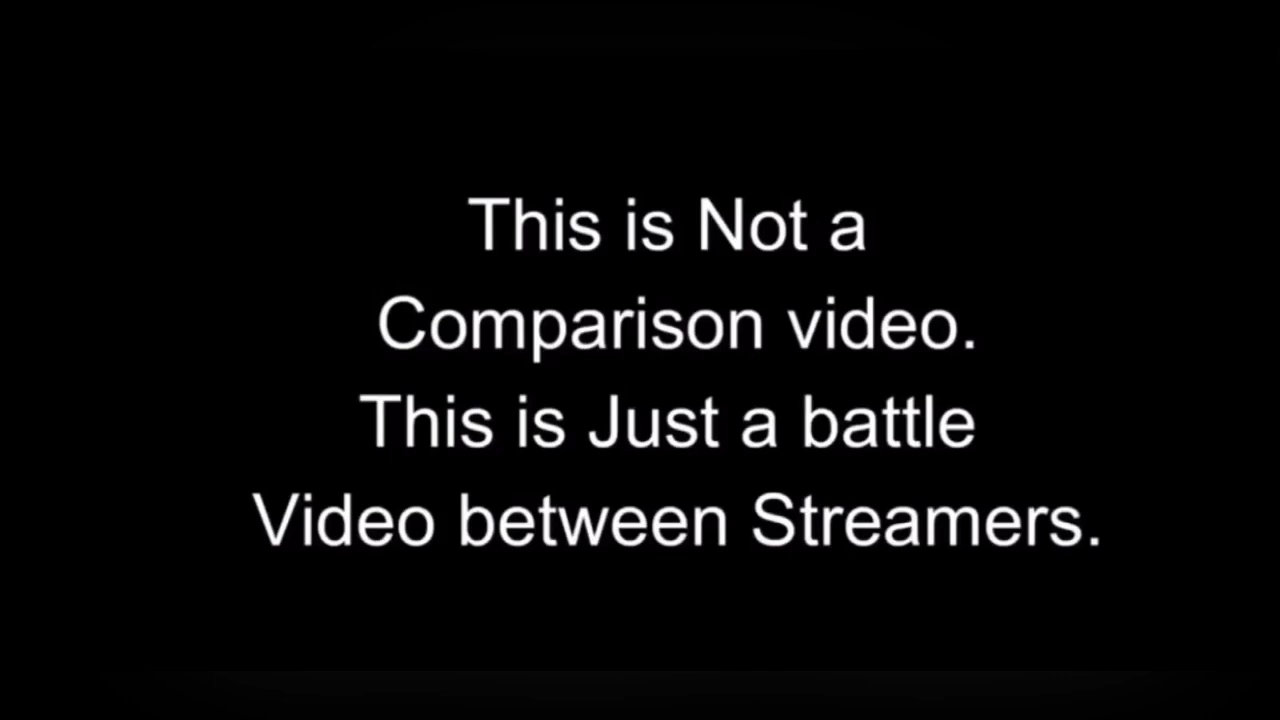 This is Not a
Comparison video.
This is Just a battle
Video between Streamers.